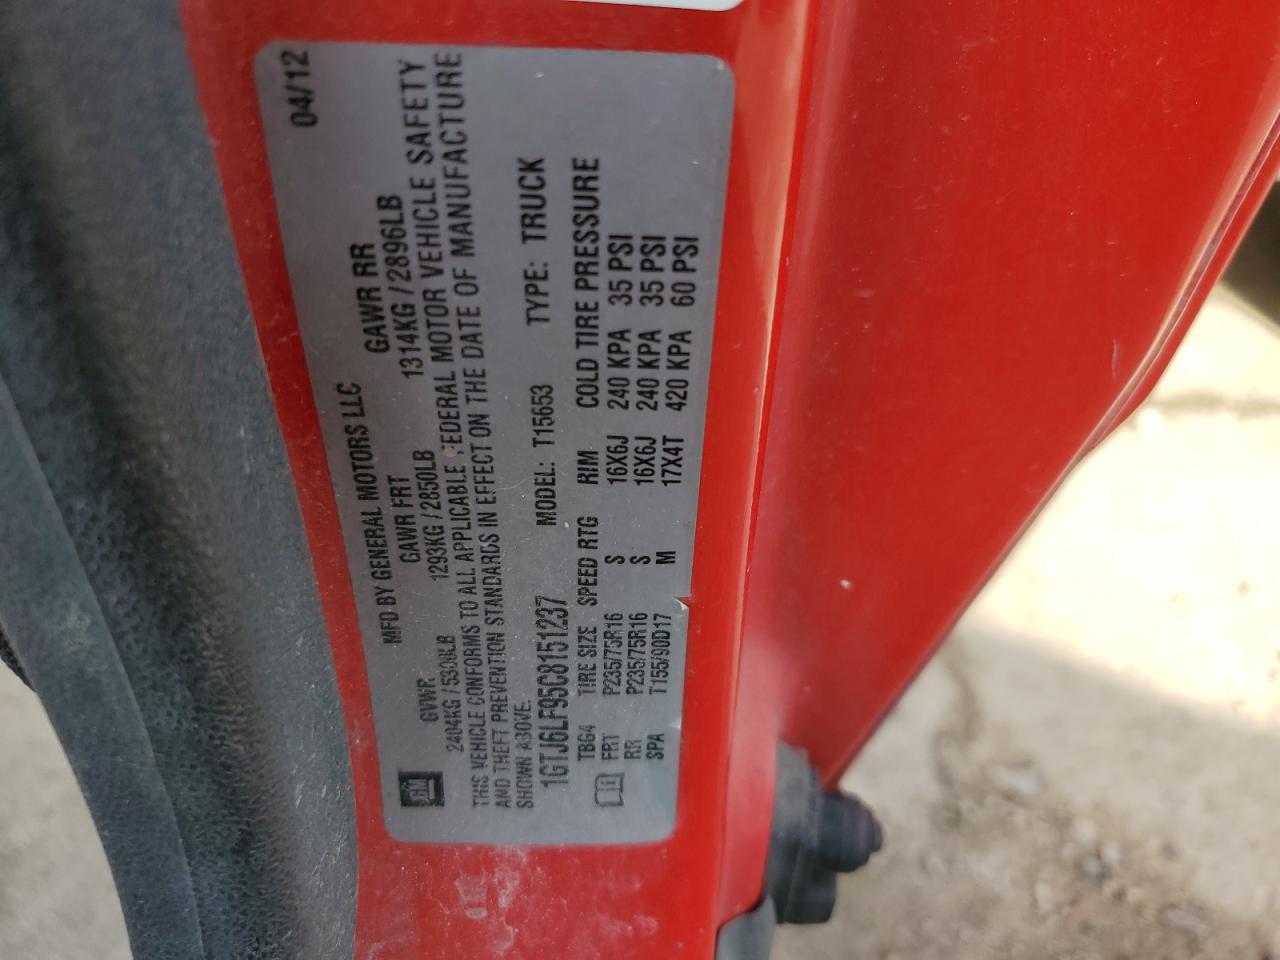 MFD BY GENERAL MOTORS LLC 04/12
GM
GVWR GAWR FRT GAWR RR
2404KG/5300LB 1293KG/2850LB 1314KG/2896LB
THIS VEHICLE CONFORMS TO ALL APPLICABLE FEDERAL MOTOR VEHICLE SAFETY
AND THEFT PREVENTION STANDARDS IN EFFECT ON THE DATE OF MANUFACTURE
SHOWN ABOVE.
1GTJ6LF95C8151237 MODEL: T15653 TYPE: TRUCK
TBG4 TIRE SIZE SPEED RTG RIM COLD TIRE PRESSURE
FRT P235/75R16 S 16X6J 240 KPA 35 PSI
RR P235/75R16 S 16X6J 240 KPA 35 PSI
SPA T155/90D17 M 17X4T 420 KPA 60 PSI